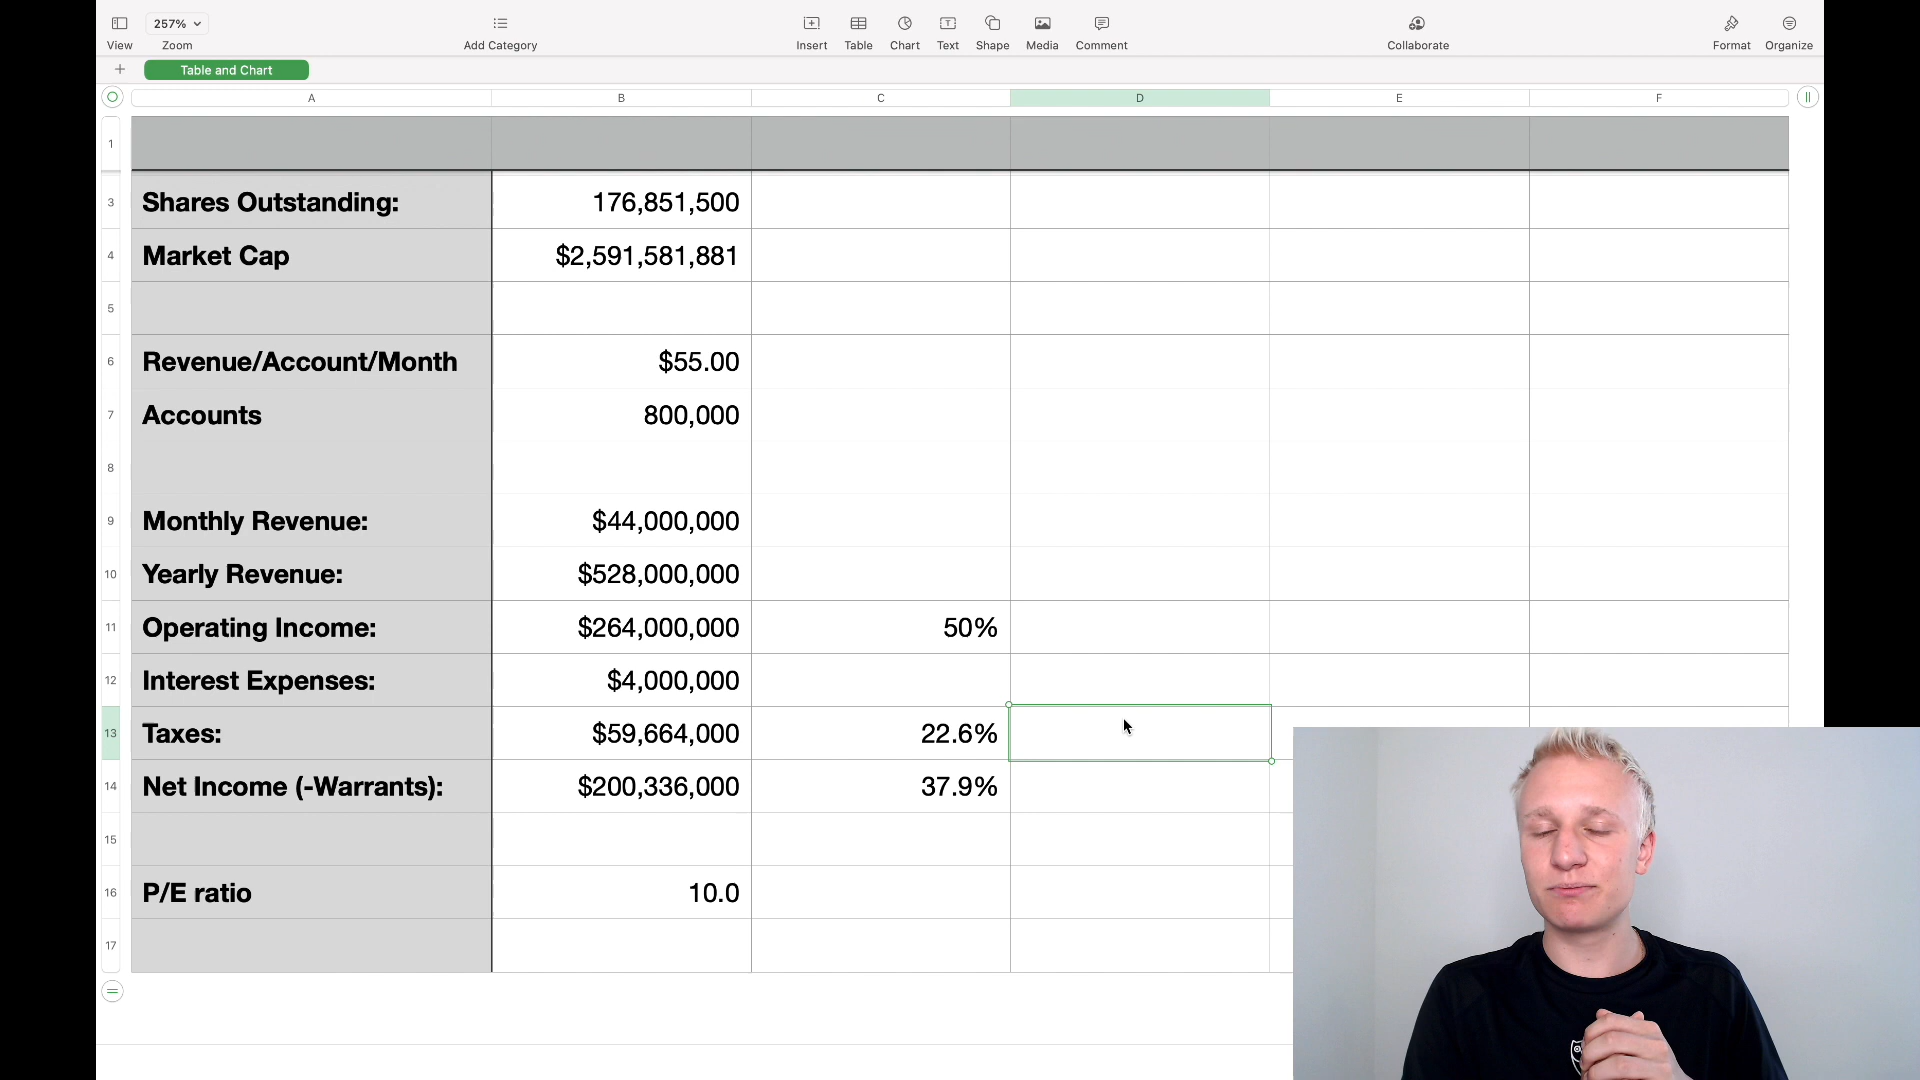 257%
View
Zoom
Add Category
Insert
Table
Chart
Text
Shape
Media
Comment
Collaborate
Format
Organize
Table and Chart
A B C D E F
1
3 Shares Outstanding: 176,851,500
4 Market Cap $2,591,581,881
5
6 Revenue/Account/Month $55.00
7 Accounts 800,000
8
9 Monthly Revenue: $44,000,000
10 Yearly Revenue: $528,000,000
11 Operating Income: $264,000,000 50%
12 Interest Expenses: $4,000,000
13 Taxes: $59,664,000 22.6%
14 Net Income (-Warrants): $200,336,000 37.9%
15
16 P/E ratio 10.0
17